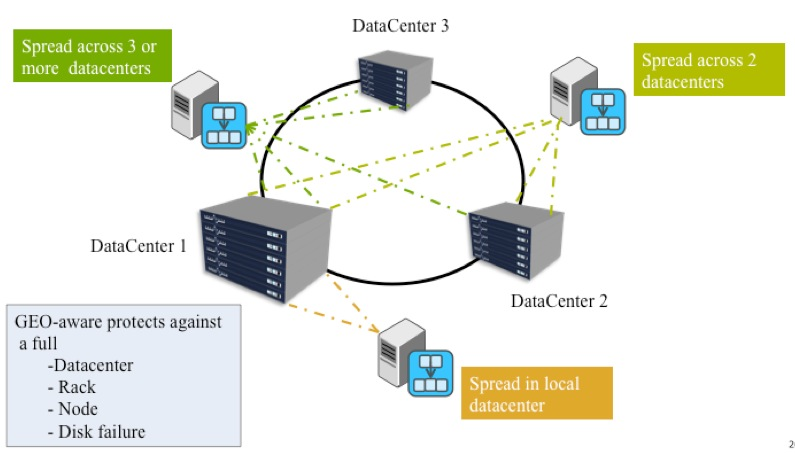 DataCenter 3
Spread across 3 or
more datacenters
Spread across 2
datacenters
DataCenter 1
DataCenter 2
GEO-aware protects against
a full
-Datacenter
- Rack
- Node
- Disk failure
Spread in local
datacenter